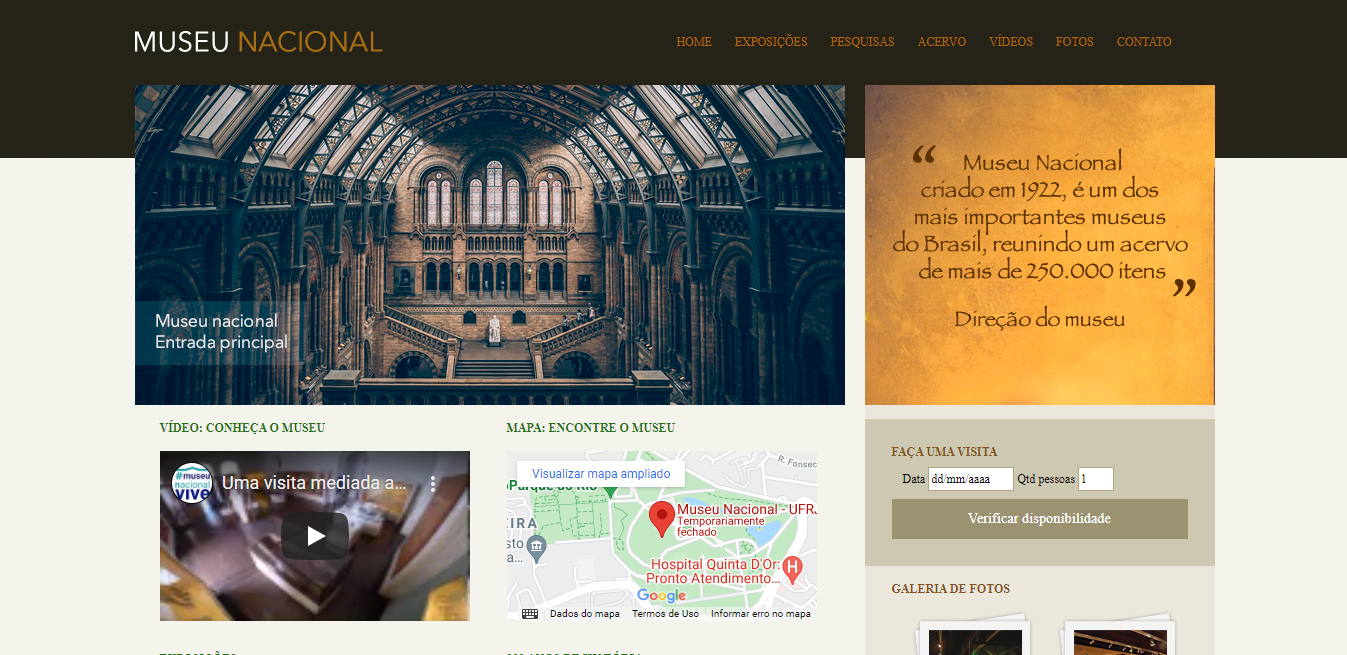 MUSEU NACIONAL
HOME EXPOSIÇÕES PESQUISAS ACERVO VÍDEOS FOTOS CONTATO
Museu nacional
Entrada principal
“ Museu Nacional
criado em 1922, é um dos
mais importantes museus
do Brasil, reunindo um acervo
de mais de 250.000 itens ”
Direção do museu
VÍDEO: CONHEÇA O MUSEU
#museu
nacional
vive
Uma visita mediada a...
MAPA: ENCONTRE O MUSEU
Visualizar mapa ampliado
R. Fonsec
Parque do Rio
EIRA
sto
a...
Museu Nacional - UFRJ
Temporariamente
fechado
Hospital Quinta D'Or:
Pronto Atendimento...
Google
Dados do mapa Termos de Uso Informar erro no mapa
FAÇA UMA VISITA
Data dd/mm/aaaa Qtd pessoas 1
Verificar disponibilidade
GALERIA DE FOTOS